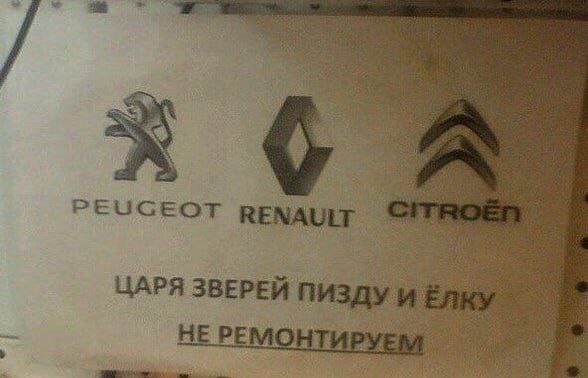 PEUGEOT RENAULT CITROËN
ЦАРЯ ЗВЕРЕЙ ПИЗДУ И ЁЛКУ
НЕ РЕМОНТИРУЕМ